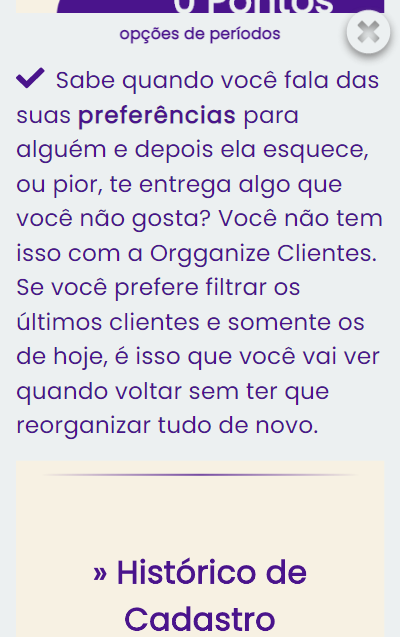 0 Pontos
opções de períodos
Sabe quando você fala das
suas preferências para
alguém e depois ela esquece,
ou pior, te entrega algo que
você não gosta? Você não tem
isso com a Orgganize Clientes.
Se você prefere filtrar os
últimos clientes e somente os
de hoje, é isso que você vai ver
quando voltar sem ter que
reorganizar tudo de novo.
» Histórico de
Cadastro